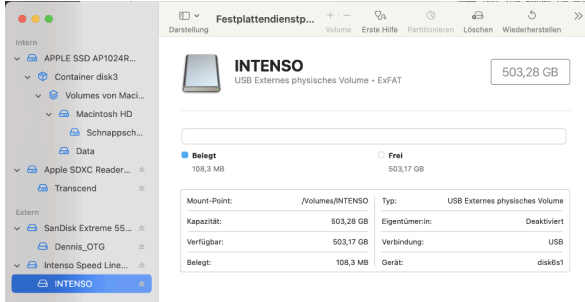 Festplattendienstp...
Darstellung
Volume
Erste Hilfe
Partitionieren
Löschen
Wiederherstellen
Intern
APPLE SSD AP1024R...
Container disk3
Volumes von Maci...
Macintosh HD
Schnappsch...
Data
Apple SDXC Reader...
Transcend
Extern
SanDisk Extreme 55...
Dennis_OTG
Intenso Speed Line...
INTENSO
INTENSO
USB Externes physisches Volume • ExFAT
503,28 GB
Belegt
108,3 MB
Frei
503,17 GB
Mount-Point: /Volumes/INTENSO
Kapazität: 503,28 GB
Verfügbar: 503,17 GB
Belegt: 108,3 MB
Typ: USB Externes physisches Volume
Eigentümer:in: Deaktiviert
Verbindung: USB
Gerät: disk6s1